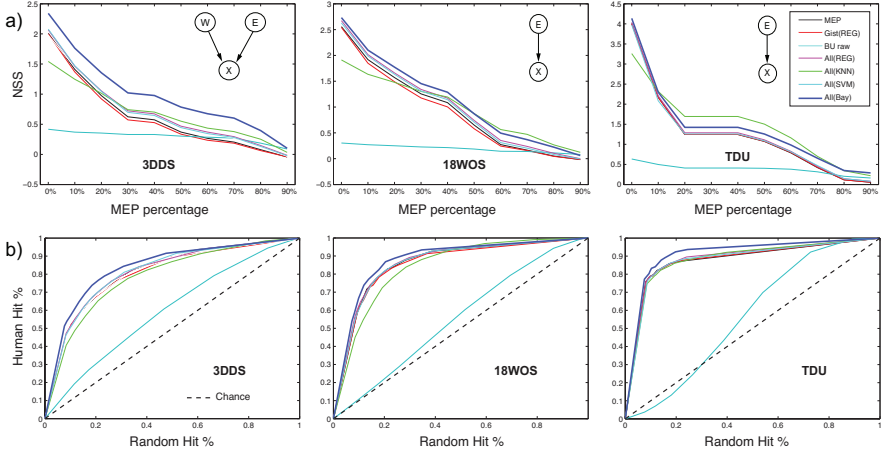 a)
NSS
2.5
2
1.5
1
0.5
0
−0.5
W
E
X
3DDS
0% 10% 20% 30% 40% 50% 60% 70% 80% 90%
MEP percentage
3
2.5
2
1.5
1
0.5
0
−0.5
E
X
18WOS
0% 10% 20% 30% 40% 50% 60% 70% 80% 90%
MEP percentage
4.5
4
3.5
3
2.5
2
1.5
1
0.5
0
E
X
MEP
Gist(REG)
BU raw
All(REG)
All(KNN)
All(SVM)
All(Bay)
TDU
0% 10% 20% 30% 40% 50% 60% 70% 80% 90%
MEP percentage
b)
Human Hit %
1
0.9
0.8
0.7
0.6
0.5
0.4
0.3
0.2
0.1
0
3DDS
Chance
0 0.2 0.4 0.6 0.8 1
Random Hit %
1
0.9
0.8
0.7
0.6
0.5
0.4
0.3
0.2
0.1
0
18WOS
0 0.2 0.4 0.6 0.8 1
Random Hit %
1
0.9
0.8
0.7
0.6
0.5
0.4
0.3
0.2
0.1
0
TDU
0 0.2 0.4 0.6 0.8 1
Random Hit %